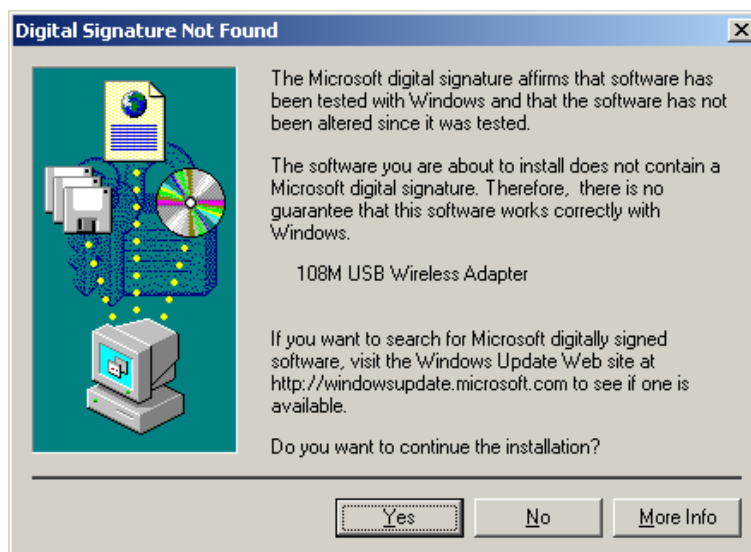 Digital Signature Not Found
The Microsoft digital signature affirms that software has
been tested with Windows and that the software has not
been altered since it was tested.
The software you are about to install does not contain a
Microsoft digital signature. Therefore,  there is no
guarantee that this software works correctly with
Windows.
108M USB Wireless Adapter
If you want to search for Microsoft digitally signed
software, visit the Windows Update Web site at
http://windowsupdate.microsoft.com to see if one is
available.
Do you want to continue the installation?
Yes
No
More Info